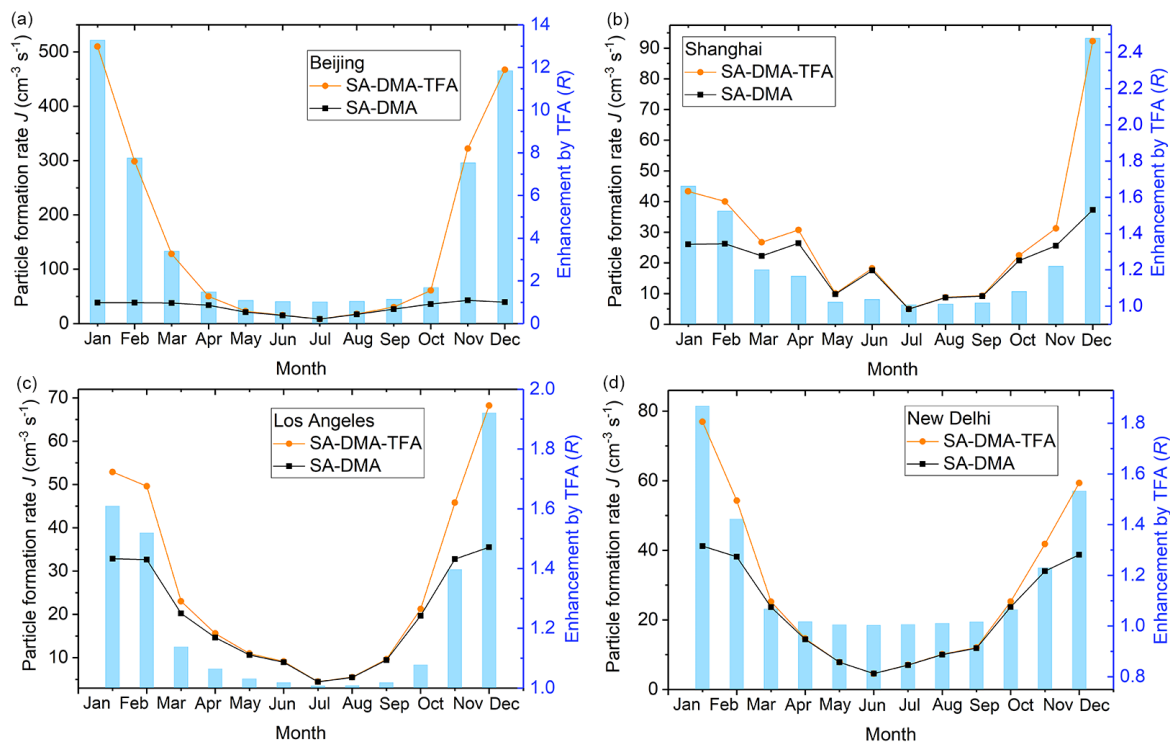 (a)
Beijing
SA-DMA-TFA
SA-DMA
Particle formation rate J (cm⁻³ s⁻¹)
500
400
300
200
100
0
14
12
10
8
6
4
2
0
Enhancement by TFA (R)
Jan Feb Mar Apr May Jun Jul Aug Sep Oct Nov Dec
Month
(b)
Shanghai
SA-DMA-TFA
SA-DMA
Particle formation rate J (cm⁻³ s⁻¹)
90
80
70
60
50
40
30
20
10
0
2.4
2.2
2.0
1.8
1.6
1.4
1.2
1.0
Enhancement by TFA (R)
Jan Feb Mar Apr May Jun Jul Aug Sep Oct Nov Dec
Month
(c)
Los Angeles
SA-DMA-TFA
SA-DMA
Particle formation rate J (cm⁻³ s⁻¹)
70
60
50
40
30
20
10
2.0
1.8
1.6
1.4
1.2
1.0
Enhancement by TFA (R)
Jan Feb Mar Apr May Jun Jul Aug Sep Oct Nov Dec
Month
(d)
New Delhi
SA-DMA-TFA
SA-DMA
Particle formation rate J (cm⁻³ s⁻¹)
80
60
40
20
0
1.8
1.6
1.4
1.2
1.0
0.8
Enhancement by TFA (R)
Jan Feb Mar Apr May Jun Jul Aug Sep Oct Nov Dec
Month